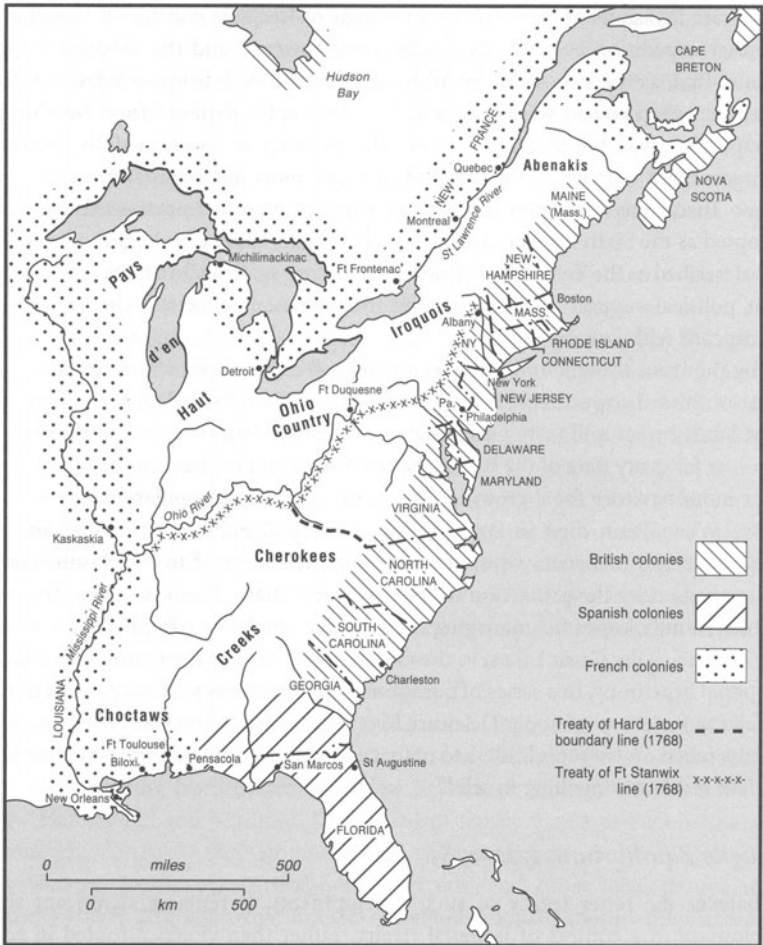 Hudson
Bay
CAPE
BRETON
NEW FRANCE
Quebec
Abenakis
NOVA
SCOTIA
MAINE
(Mass.)
Montreal
St Lawrence River
Michilimackinac
Ft Frontenac
NEW
HAMPSHIRE
Pays
d'en
Haut
Iroquois
Boston
MASS.
Albany
NY
RHODE ISLAND
CONNECTICUT
Detroit
New York
NEW JERSEY
Ft Duquesne
Ohio
Country
Pa.
Philadelphia
DELAWARE
MARYLAND
Ohio River
VIRGINIA
Kaskaskia
Cherokees
NORTH
CAROLINA
Mississippi River
SOUTH
CAROLINA
Creeks
Charleston
GEORGIA
LOUISIANA
Choctaws
Ft Toulouse
Biloxi
Pensacola
San Marcos
St Augustine
New Orleans
FLORIDA
British colonies
Spanish colonies
French colonies
Treaty of Hard Labor
boundary line (1768)
Treaty of Ft Stanwix
line (1768)
0 miles 500
0 km 500